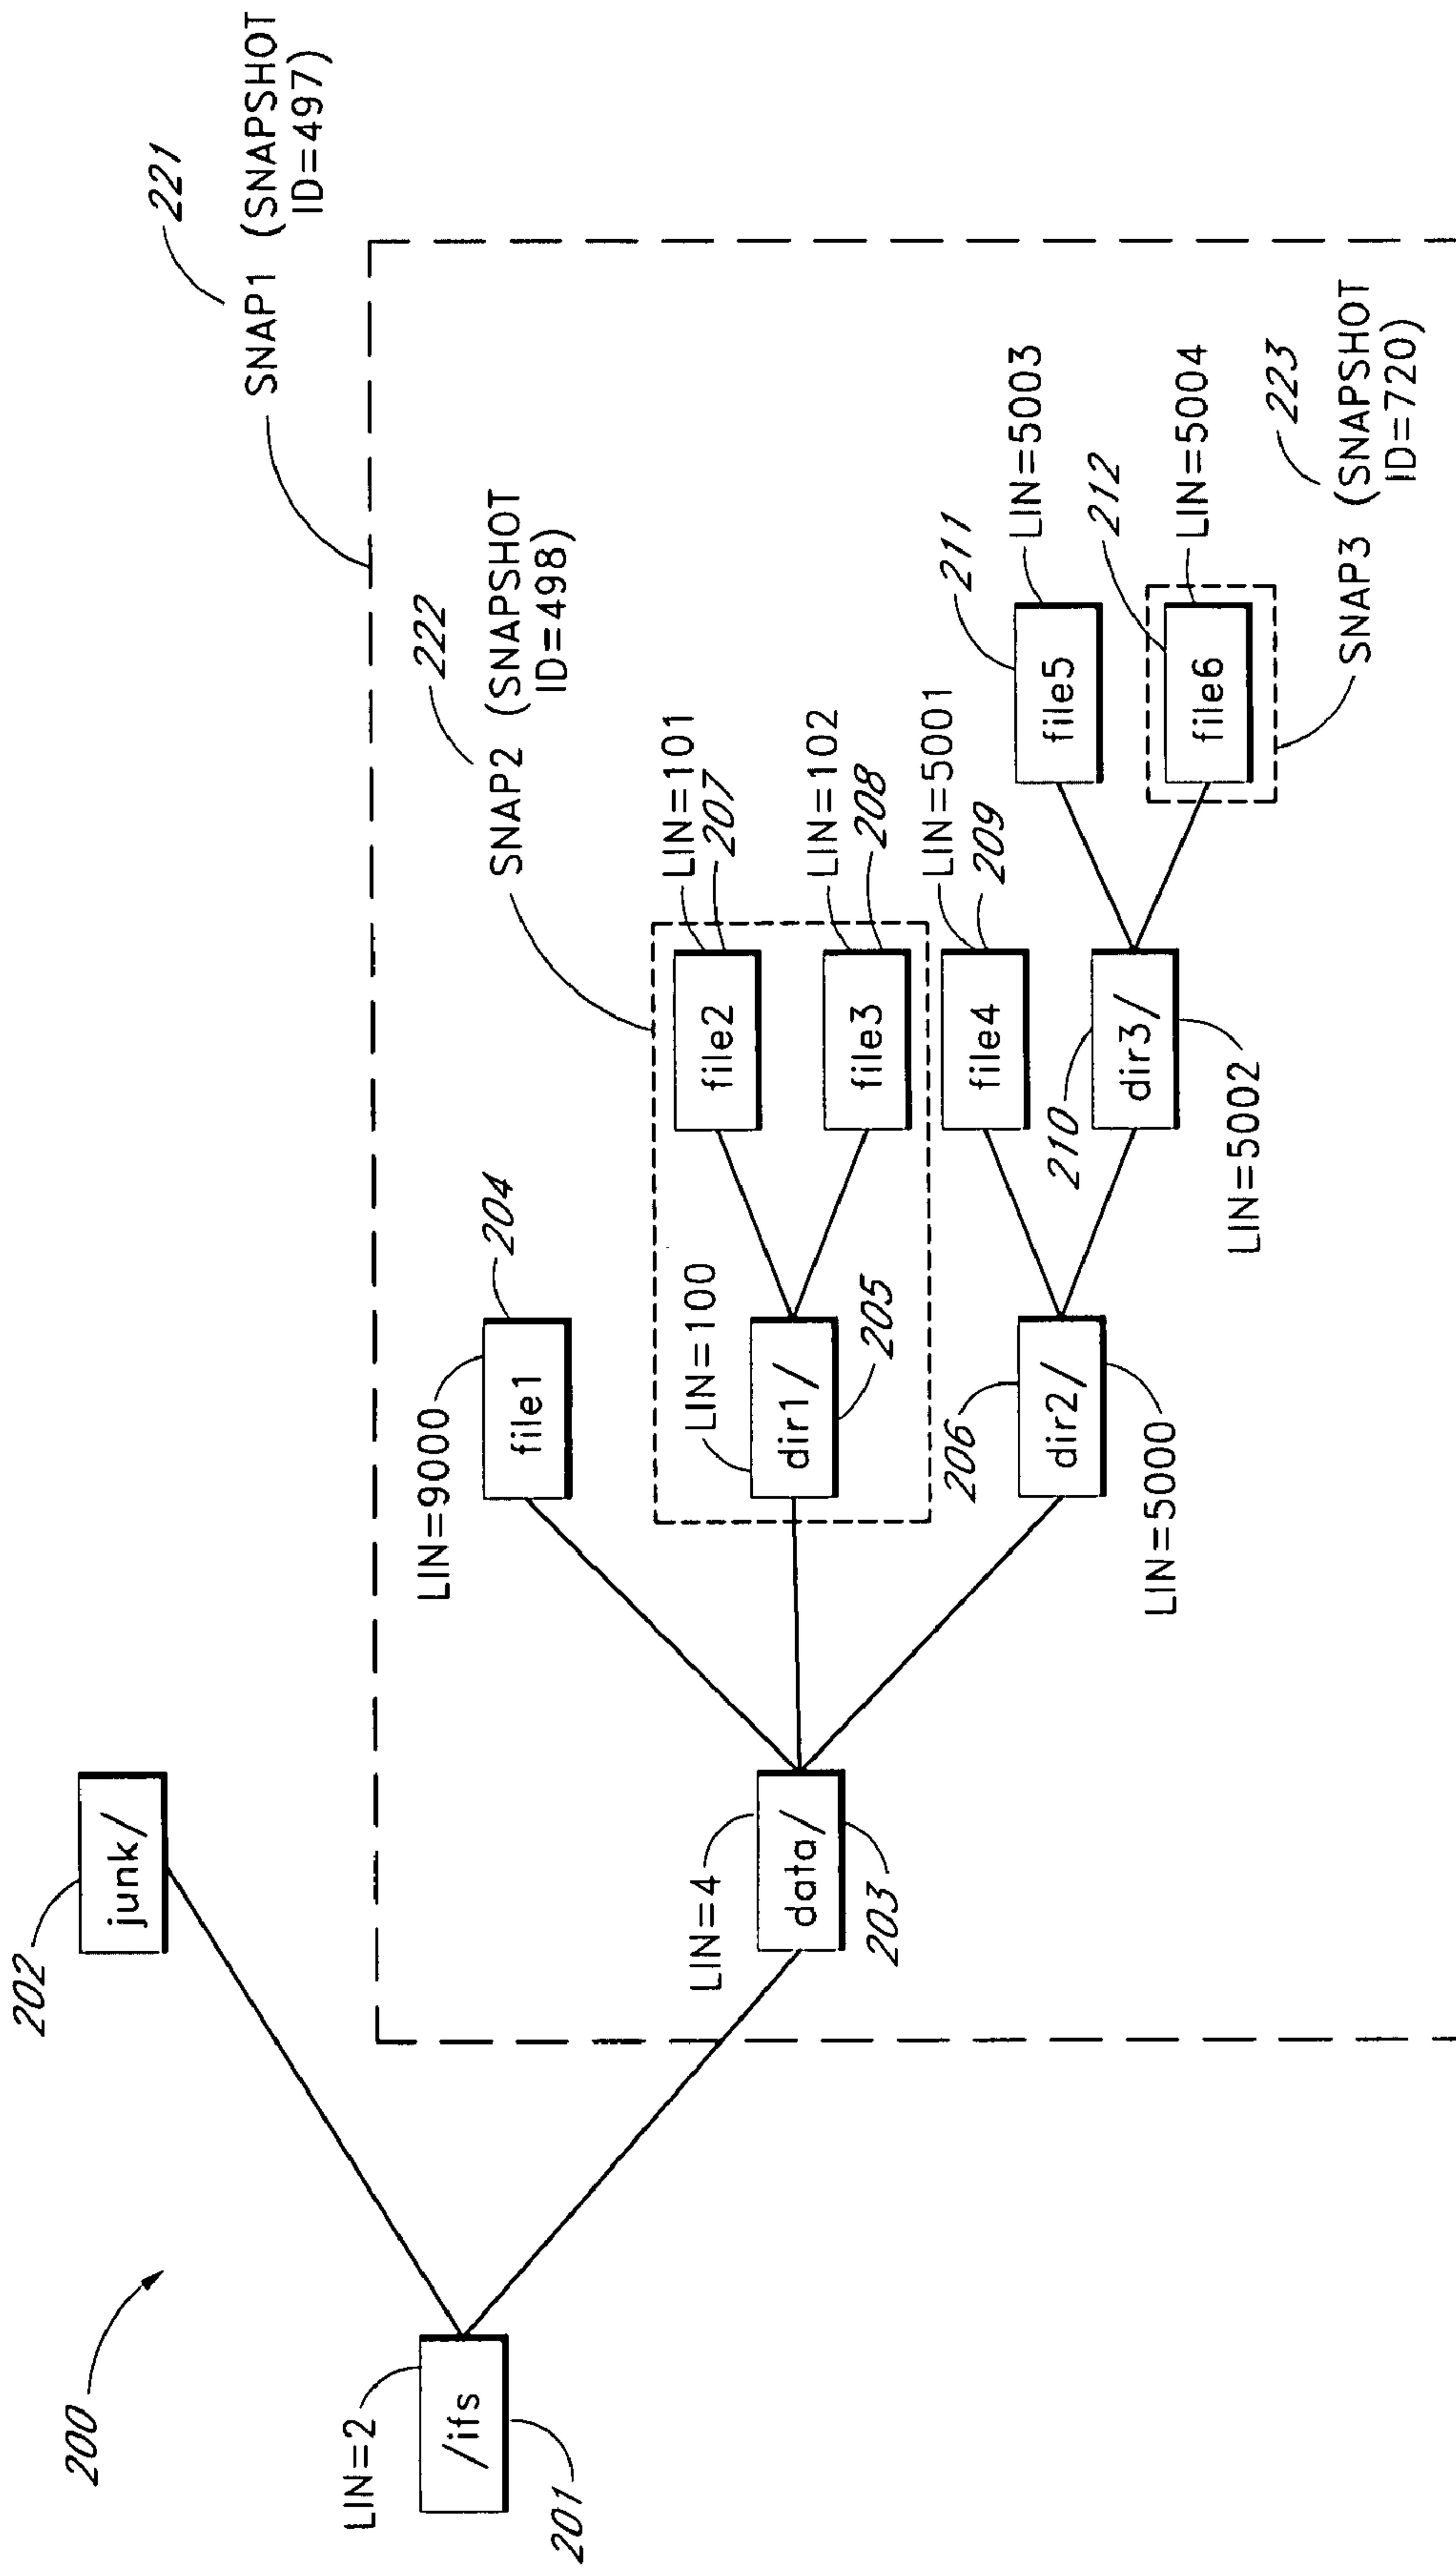 200
202
junk/
221
SNAP1 (SNAPSHOT
ID=497)
LIN=2
/ifs
201
LIN=4
data/
203
LIN=9000
file1
204
222
SNAP2 (SNAPSHOT
ID=498)
LIN=100
dir1/
205
LIN=101
207
file2
LIN=102
208
file3
206
dir2/
LIN=5000
LIN=5001
209
file4
210
dir3/
LIN=5002
211
LIN=5003
file5
212
LIN=5004
file6
223
SNAP3 (SNAPSHOT
ID=720)